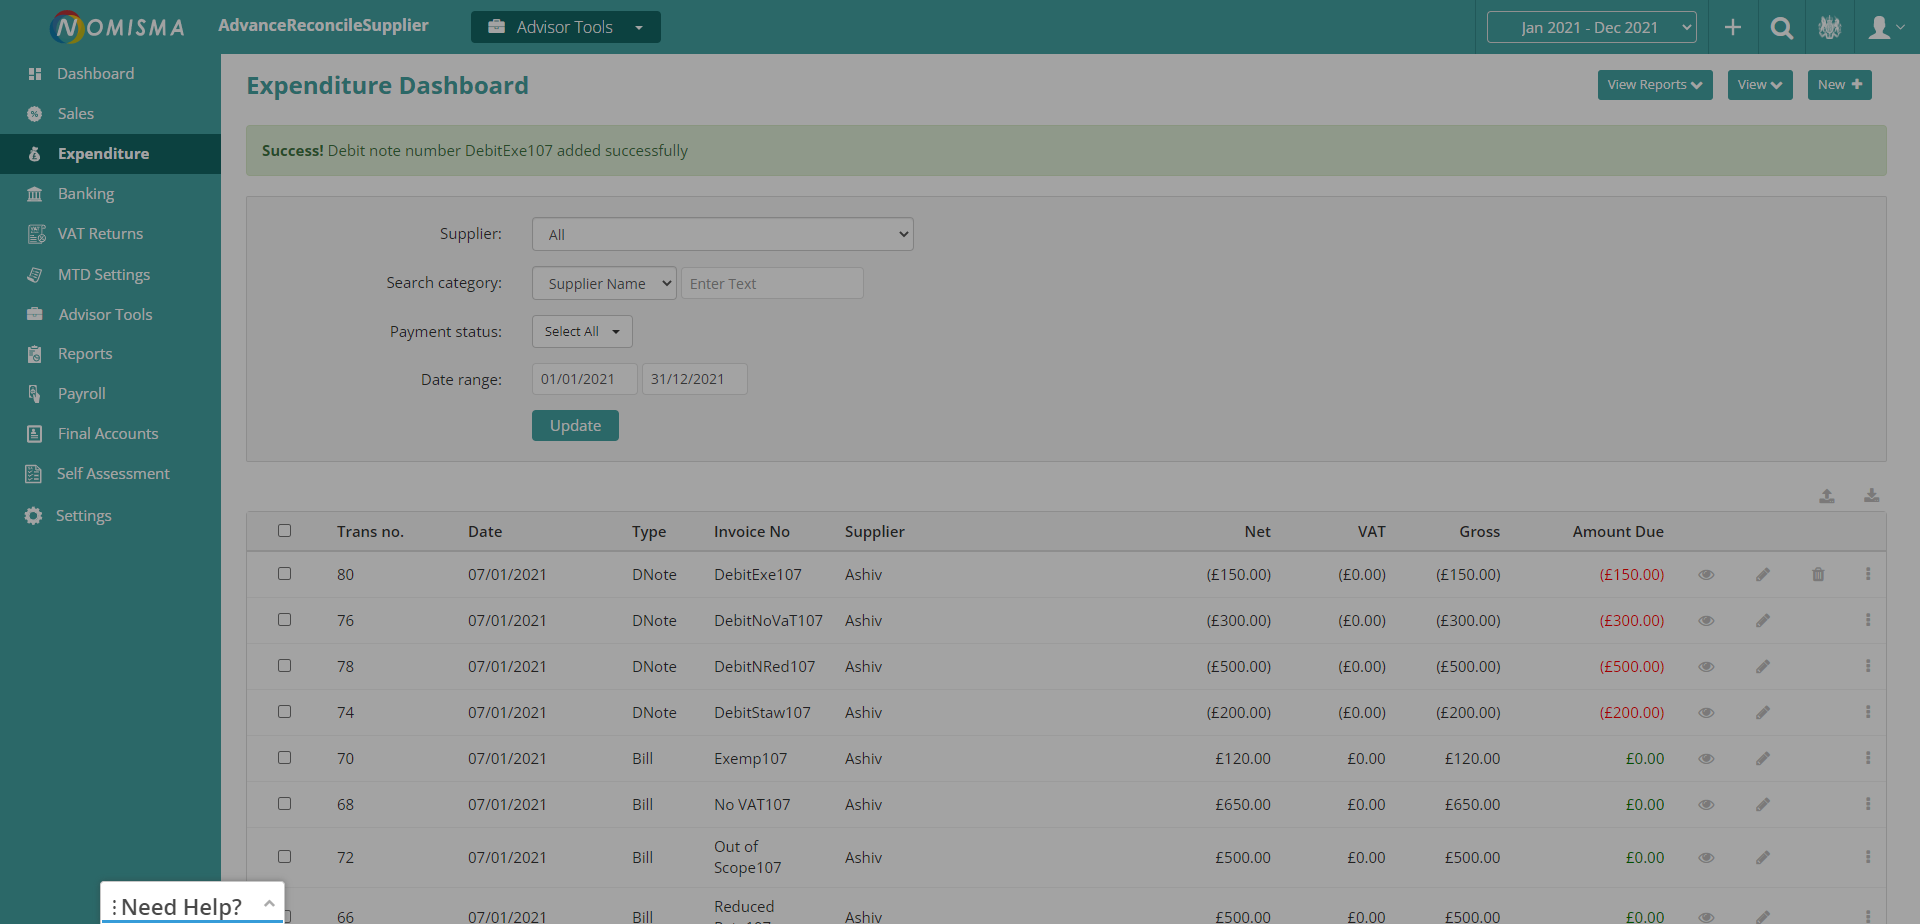 NOMISMA AdvanceReconcileSupplier Advisor Tools Jan 2021 - Dec 2021
Dashboard
Sales
Expenditure
Banking
VAT Returns
MTD Settings
Advisor Tools
Reports
Payroll
Final Accounts
Self Assessment
Settings
Expenditure Dashboard View Reports View New
Success! Debit note number DebitExe107 added successfully
Supplier: All
Search category: Supplier Name Enter Text
Payment status: Select All
Date range: 01/01/2021 31/12/2021
Update
Trans no. Date Type Invoice No Supplier Net VAT Gross Amount Due
80 07/01/2021 DNote DebitExe107 Ashiv (£150.00) (£0.00) (£150.00) (£150.00)
76 07/01/2021 DNote DebitNoVaT107 Ashiv (£300.00) (£0.00) (£300.00) (£300.00)
78 07/01/2021 DNote DebitNRed107 Ashiv (£500.00) (£0.00) (£500.00) (£500.00)
74 07/01/2021 DNote DebitStaw107 Ashiv (£200.00) (£0.00) (£200.00) (£200.00)
70 07/01/2021 Bill Exemp107 Ashiv £120.00 £0.00 £120.00 £0.00
68 07/01/2021 Bill No VAT107 Ashiv £650.00 £0.00 £650.00 £0.00
72 07/01/2021 Bill Out of Scope107 Ashiv £500.00 £0.00 £500.00 £0.00
66 07/01/2021 Bill Reduced Ashiv £500.00 £0.00 £500.00 £0.00
Need Help?